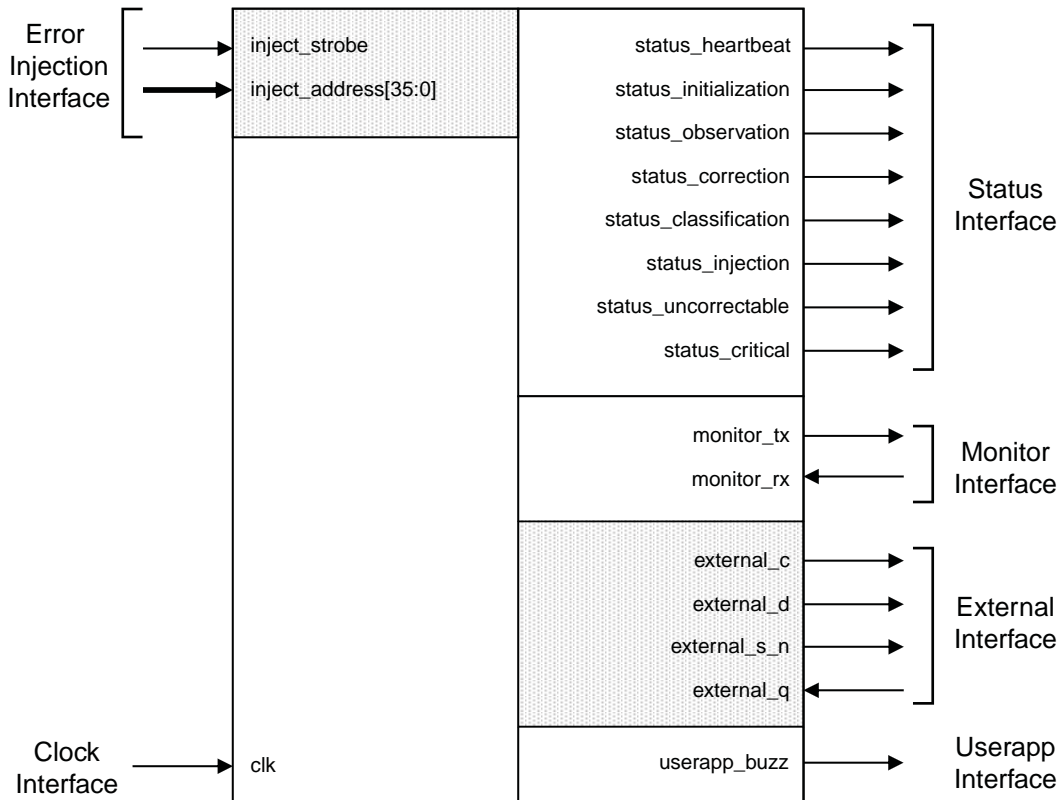 Error
Injection
Interface
inject_strobe
inject_address[35:0]
status_heartbeat
status_initialization
status_observation
status_correction
status_classification
status_injection
status_uncorrectable
status_critical
Status
Interface
monitor_tx
monitor_rx
Monitor
Interface
external_c
external_d
external_s_n
external_q
External
Interface
Clock
Interface
clk
userapp_buzz
Userapp
Interface